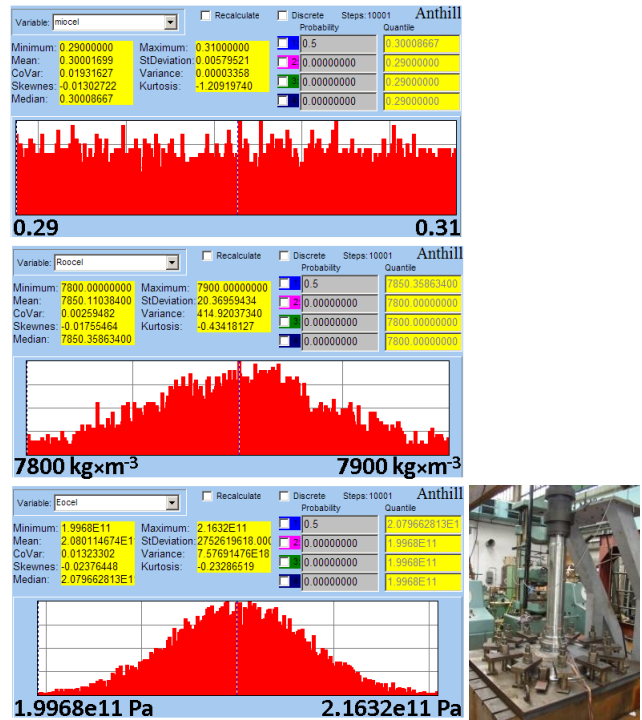 Variable: miocel Recalculate Discrete Steps:10001 Anthill
Probability Quantile
Minimum: 0.29000000 Maximum: 0.31000000 1 0.5 0.30008667
Mean: 0.30001699 StDeviation: 0.00579521 2 0.00000000 0.29000000
CoVar: 0.01931627 Variance: 0.00003358 3 0.00000000 0.29000000
Skewnes: -0.01302722 Kurtosis: -1.20919740 0.00000000 0.29000000
Median: 0.30008667
0.29 0.31
Variable: Roocel Recalculate Discrete Steps:10001 Anthill
Probability Quantile
Minimum: 7800.00000000 Maximum: 7900.00000000 1 0.5 7850.35863400
Mean: 7850.11038400 StDeviation: 20.36959434 2 0.00000000 7800.00000000
CoVar: 0.00259482 Variance: 414.92037340 3 0.00000000 7800.00000000
Skewnes: -0.01755464 Kurtosis: -0.43418127 0.00000000 7800.00000000
Median: 7850.35863400
7800 kg×m⁻³ 7900 kg×m⁻³
Variable: Eocel Recalculate Discrete Steps:10001 Anthill
Probability Quantile
Minimum: 1.9968E11 Maximum: 2.1632E11 1 0.5 2.079662813E1
Mean: 2.080114674E1 StDeviation: 2752619618.000 2 0.00000000 1.9968E11
CoVar: 0.01323302 Variance: 7.57691476E18 3 0.00000000 1.9968E11
Skewnes: -0.02376448 Kurtosis: -0.23286519 0.00000000 1.9968E11
Median: 2.079662813E1
1.9968e11 Pa 2.1632e11 Pa